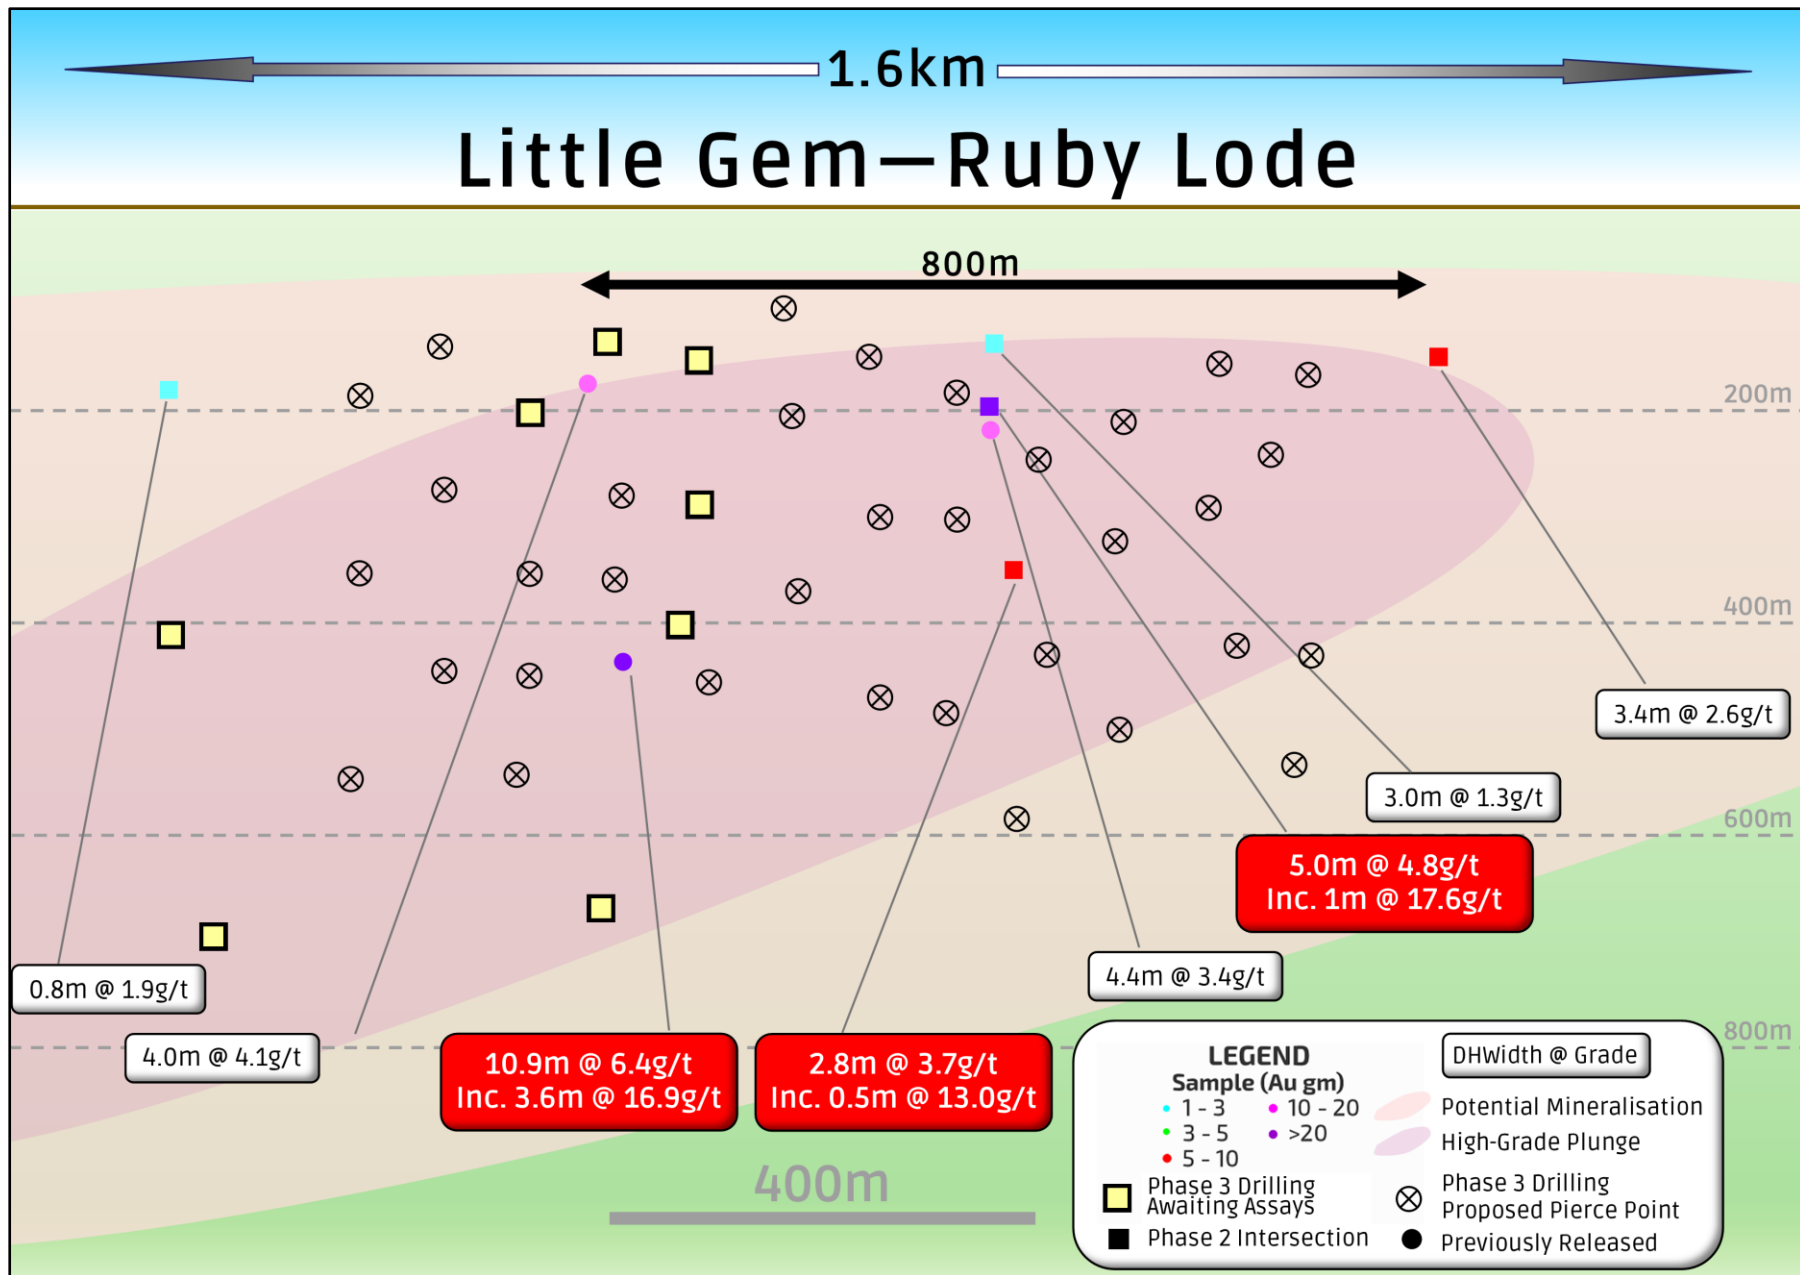 1.6km
Little Gem—Ruby Lode
800m
200m
400m
600m
800m
3.4m @ 2.6g/t
3.0m @ 1.3g/t
5.0m @ 4.8g/t
Inc. 1m @ 17.6g/t
4.4m @ 3.4g/t
0.8m @ 1.9g/t
4.0m @ 4.1g/t
10.9m @ 6.4g/t
Inc. 3.6m @ 16.9g/t
2.8m @ 3.7g/t
Inc. 0.5m @ 13.0g/t
400m
LEGEND
Sample (Au gm)
1 - 3
3 - 5
5 - 10
10 - 20
>20
Phase 3 Drilling
Awaiting Assays
Phase 2 Intersection
DHWidth @ Grade
Potential Mineralisation
High-Grade Plunge
Phase 3 Drilling
Proposed Pierce Point
Previously Released